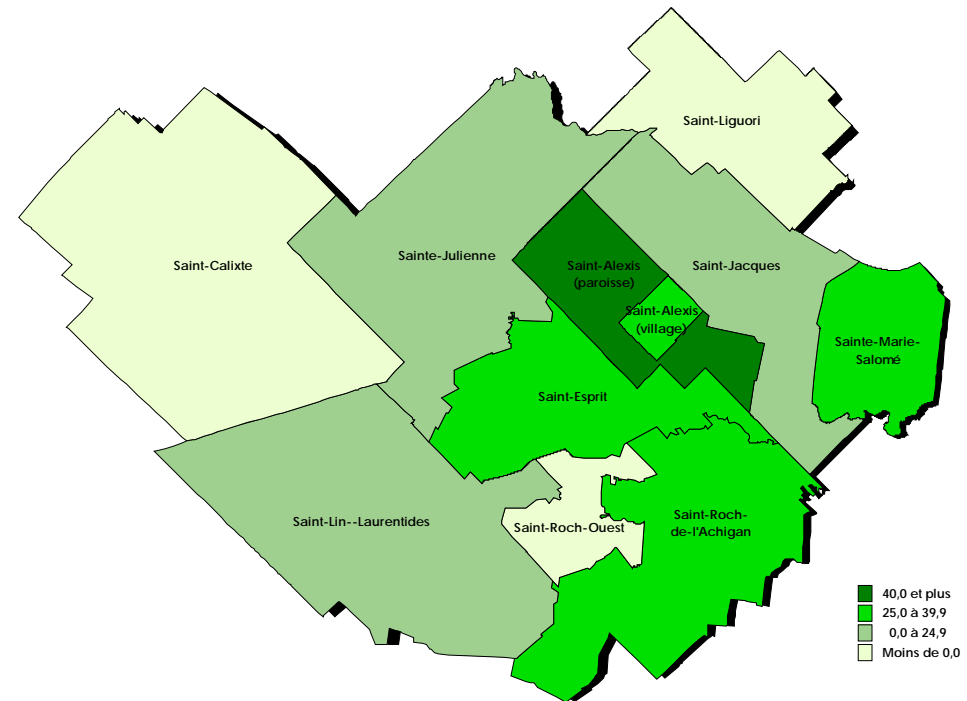 Saint-Liguori
Sainte-Julienne
Saint-Calixte
Saint-Alexis
(paroisse)
Saint-Jacques
Saint-Alexis
(village)
Sainte-Marie-
Salomé
Saint-Esprit
Saint-Lin--Laurentides
Saint-Roch-Ouest
Saint-Roch-
de-l'Achigan
40,0 et plus
25,0 à 39,9
0,0 à 24,9
Moins de 0,0